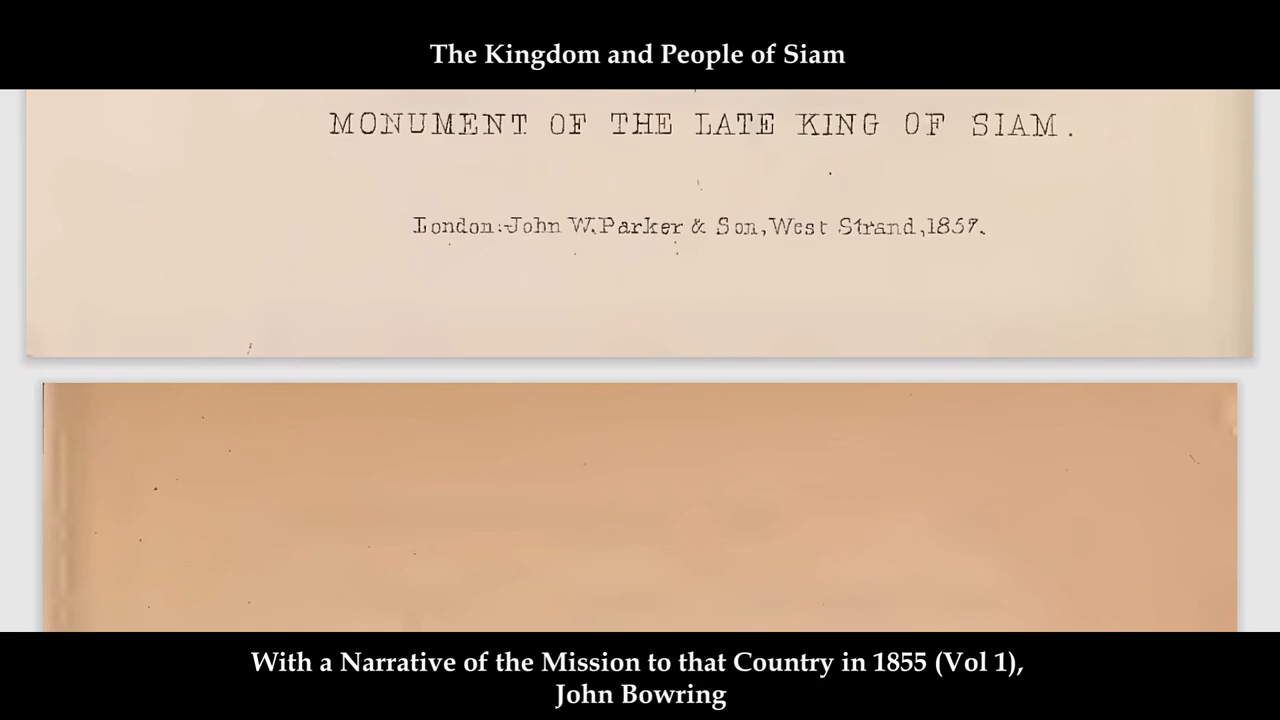 The Kingdom and People of Siam
MONUMENT OF THE LATE KING OF SIAM.
London:-John W.Parker & Son, West Strand, 1857.
With a Narrative of the Mission to that Country in 1855 (Vol 1),
John Bowring